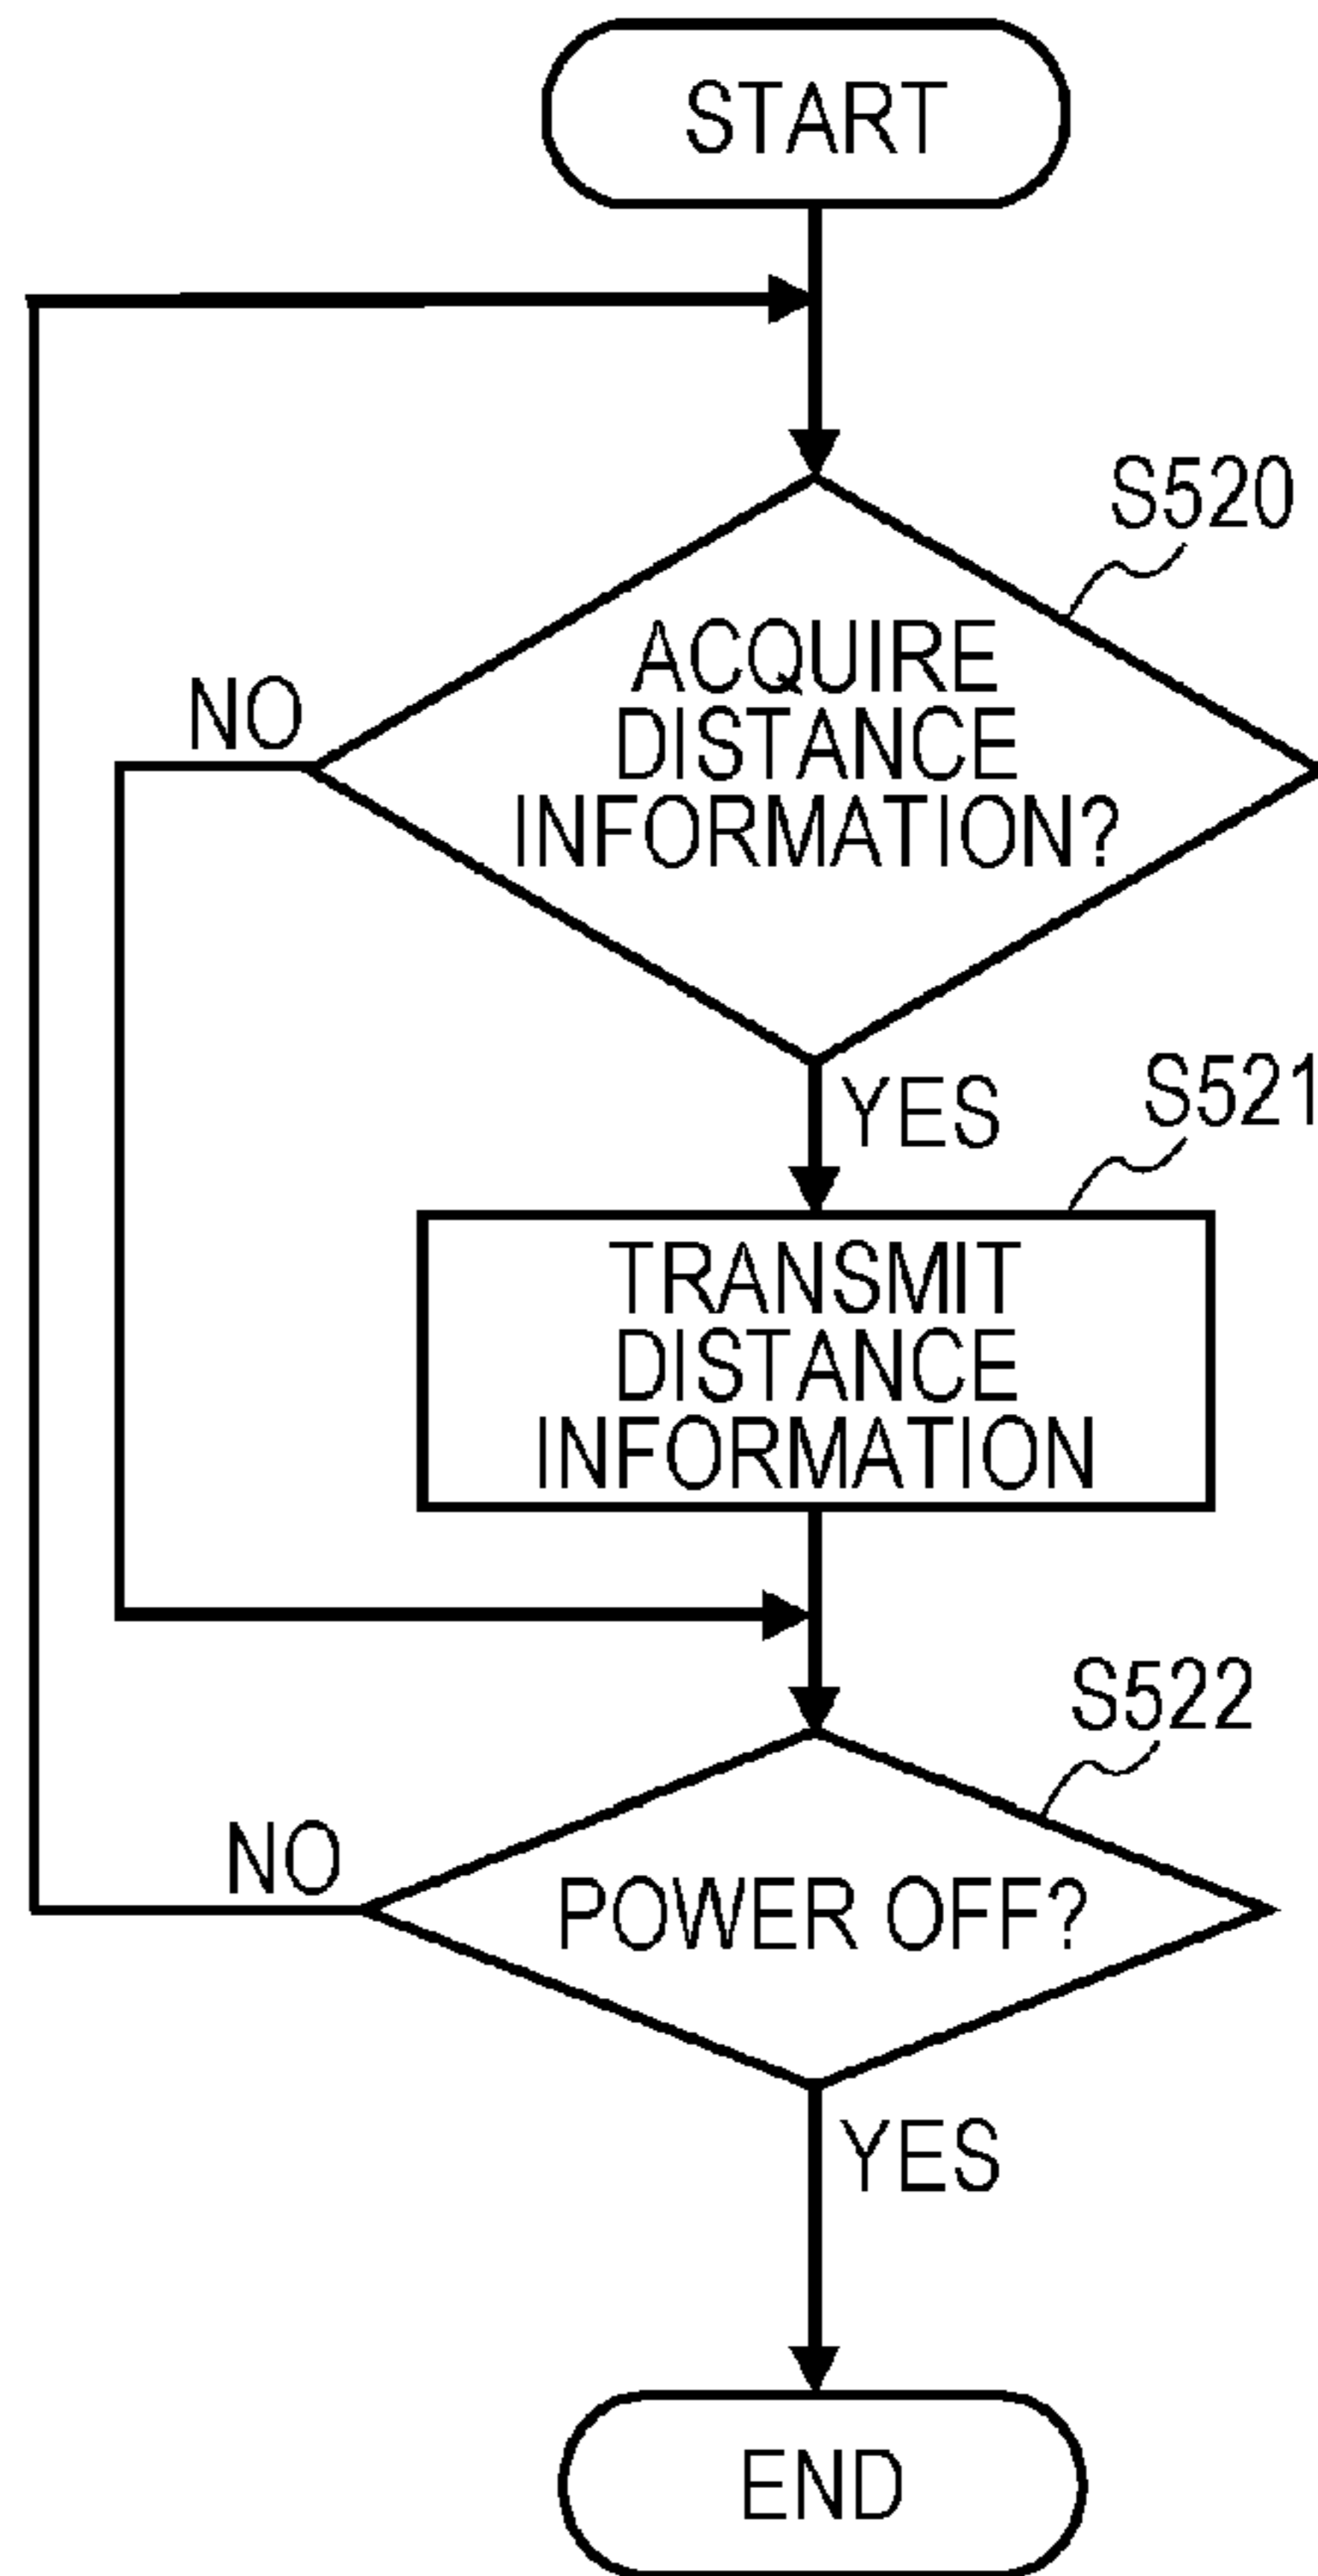 START
S520
ACQUIRE
DISTANCE
INFORMATION?
NO
YES
S521
TRANSMIT
DISTANCE
INFORMATION
S522
NO
POWER OFF?
YES
END